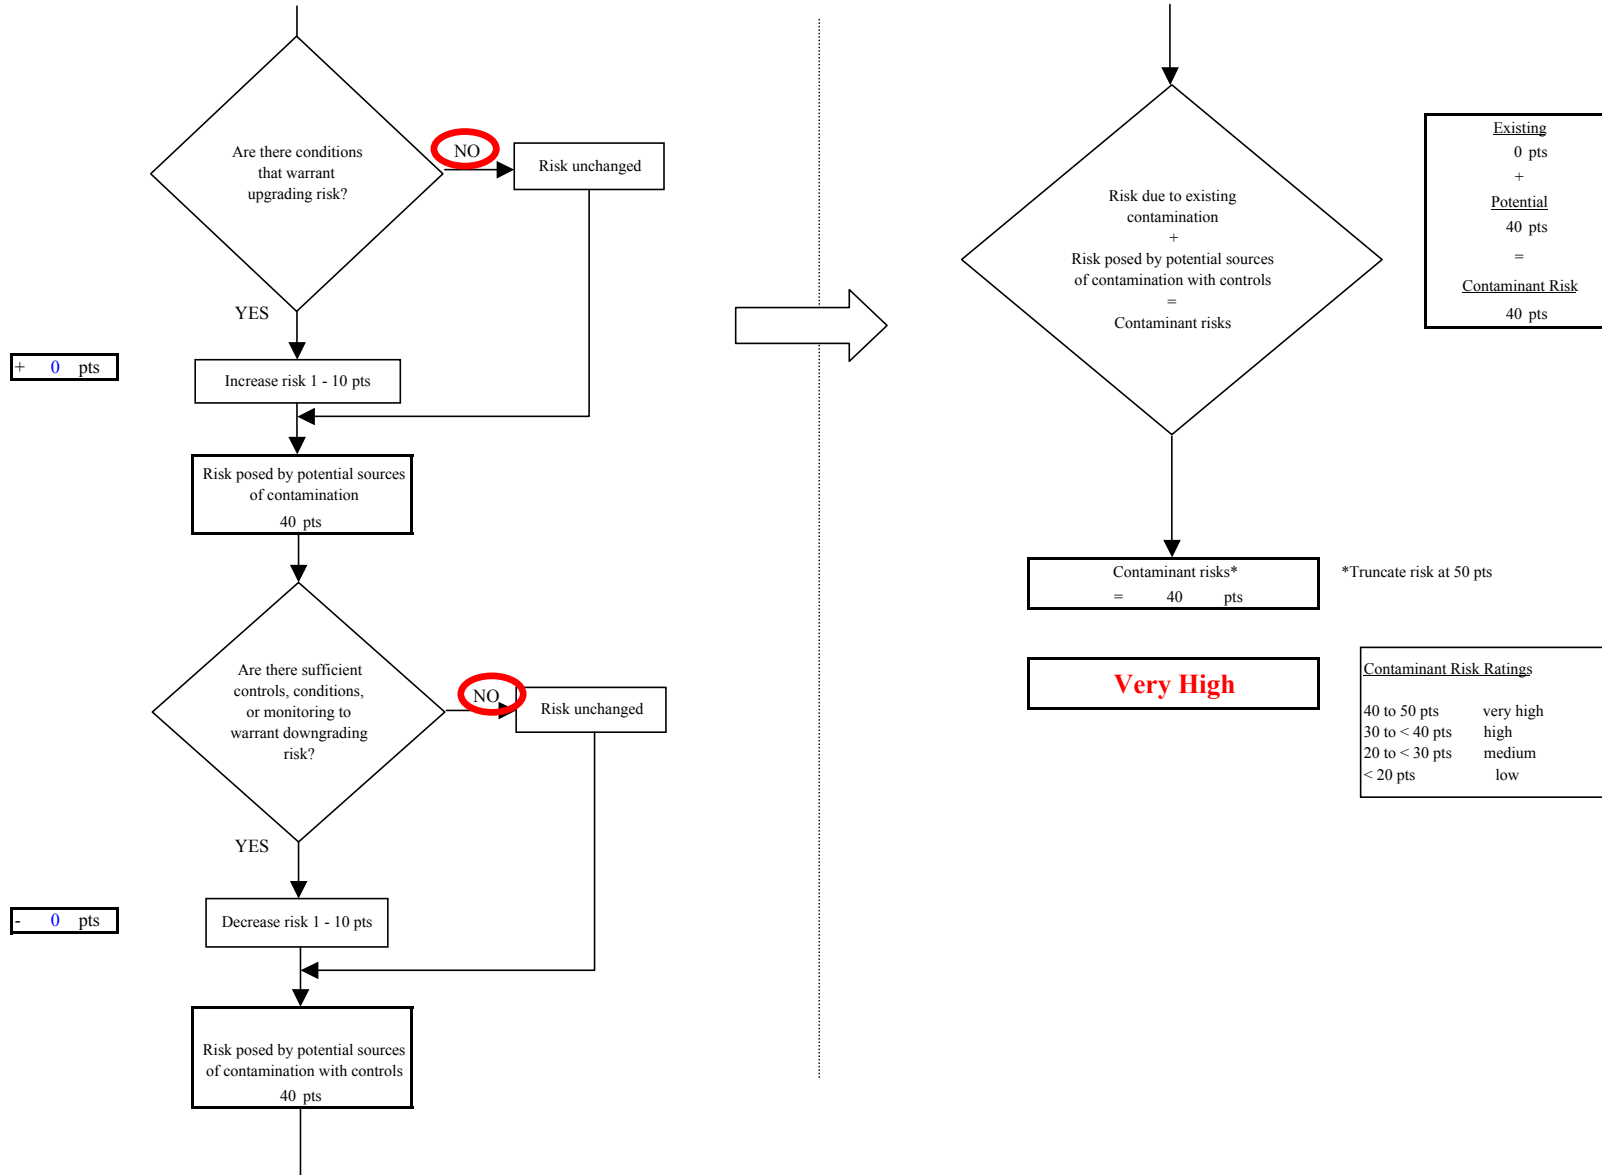 Are there conditions
that warrant
upgrading risk?
NO
Risk unchanged
YES
+ 0 pts
Increase risk 1 - 10 pts
Risk posed by potential sources
of contamination
40 pts
Are there sufficient
controls, conditions,
or monitoring to
warrant downgrading
risk?
NO
Risk unchanged
YES
- 0 pts
Decrease risk 1 - 10 pts
Risk posed by potential sources
of contamination with controls
40 pts
Risk due to existing
contamination
+
Risk posed by potential sources
of contamination with controls
=
Contaminant risks
Existing
0 pts
+
Potential
40 pts
=
Contaminant Risk
40 pts
Contaminant risks*
= 40 pts
*Truncate risk at 50 pts
Very High
Contaminant Risk Ratings
40 to 50 pts very high
30 to < 40 pts high
20 to < 30 pts medium
< 20 pts low